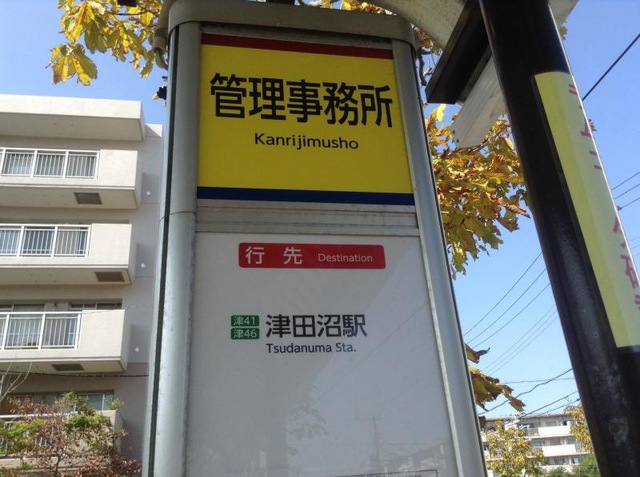 管理事務所
Kanrijimusho
行先 Destination
津41
津46
津田沼駅
Tsudanuma Sta.